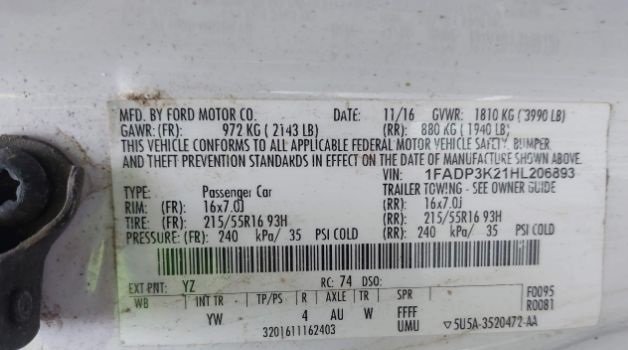 MFD. BY FORD MOTOR CO. DATE: 11/16 GVWR: 1810 KG ( 3990 LB)
GAWR: (FR): 972 KG ( 2143 LB) (RR): 880 KG ( 1940 LB)
THIS VEHICLE CONFORMS TO ALL APPLICABLE FEDERAL MOTOR VEHICLE SAFETY, BUMPER
AND THEFT PREVENTION STANDARDS IN EFFECT ON THE DATE OF MANUFACTURE SHOWN ABOVE.
VIN: 1FADP3K21HL206893
TYPE: Passenger Car TRAILER TOWING - SEE OWNER GUIDE
RIM: (FR): 16x7.0J (RR): 16x7.0J
TIRE: (FR): 215/55R16 93H (RR): 215/55R16 93H
PRESSURE: (FR): 240 kPa/ 35 PSI COLD (RR): 240 kPa/ 35 PSI COLD
EXT PNT: YZ RC: 74 DSO: F0095
WB INT TR TP/PS R AXLE TR SPR R0081
YW 4 AU W FFFF
3201611162403 UMU ▽5U5A-3520472-AA